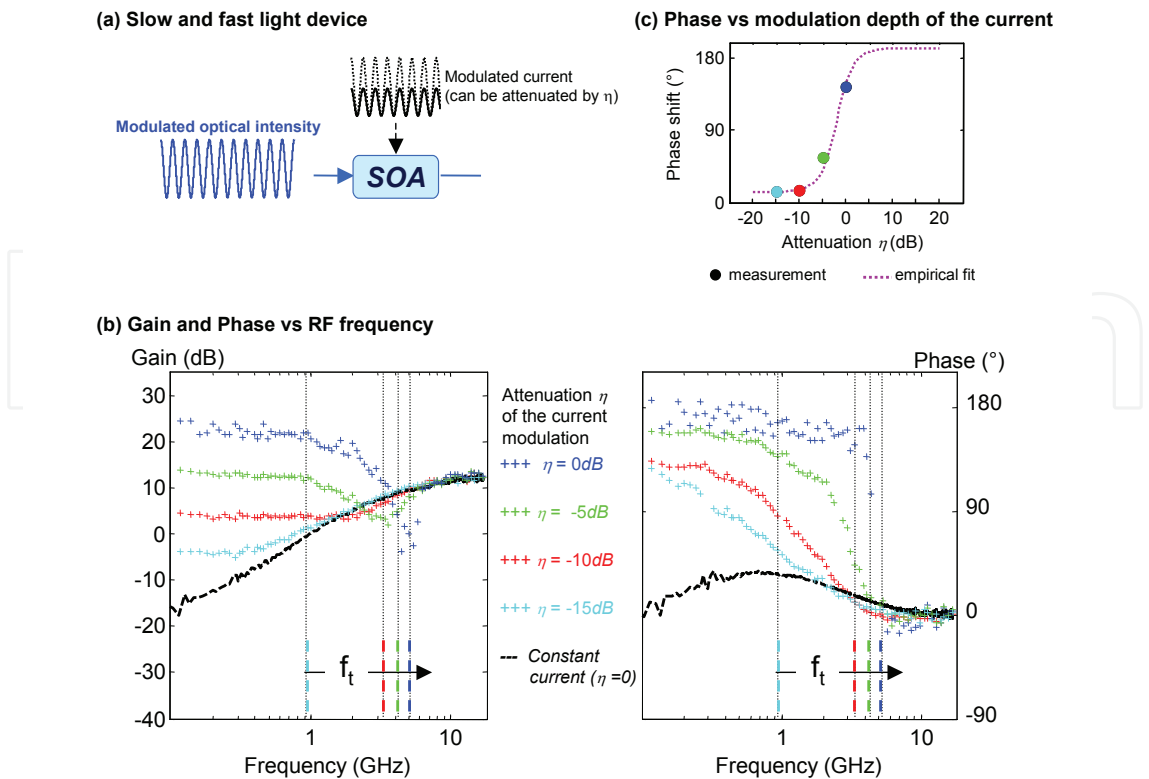 (a) Slow and fast light device
Modulated current
(can be attenuated by η)
Modulated optical intensity
SOA
(c) Phase vs modulation depth of the current
Phase shift (°)
180
90
0
-20 -10 0 10 20
Attenuation η (dB)
measurement
empirical fit
(b) Gain and Phase vs RF frequency
Gain (dB)
30
20
10
0
-10
-20
-30
-40
1 10
Frequency (GHz)
ft
Attenuation η
of the current
modulation
+++ η = 0dB
+++ η = -5dB
+++ η = -10dB
+++ η = -15dB
Constant
current (η =0)
Phase (°)
180
90
0
-90
ft
1 10
Frequency (GHz)